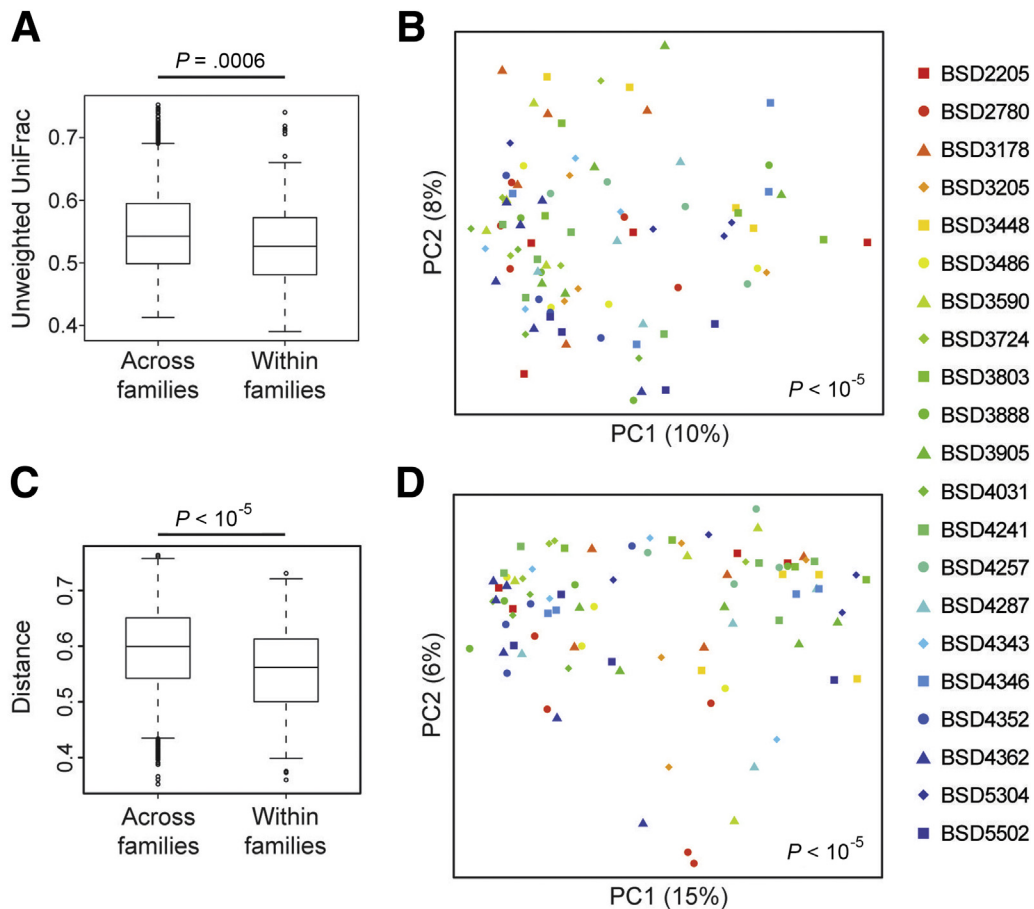 A
P = .0006
Unweighted UniFrac
0.7
0.6
0.5
0.4
Across families
Within families
B
PC2 (8%)
P < 10-5
PC1 (10%)
C
P < 10-5
Distance
0.7
0.6
0.5
0.4
Across families
Within families
D
PC2 (6%)
P < 10-5
PC1 (15%)
BSD2205
BSD2780
BSD3178
BSD3205
BSD3448
BSD3486
BSD3590
BSD3724
BSD3803
BSD3888
BSD3905
BSD4031
BSD4241
BSD4257
BSD4287
BSD4343
BSD4346
BSD4352
BSD4362
BSD5304
BSD5502